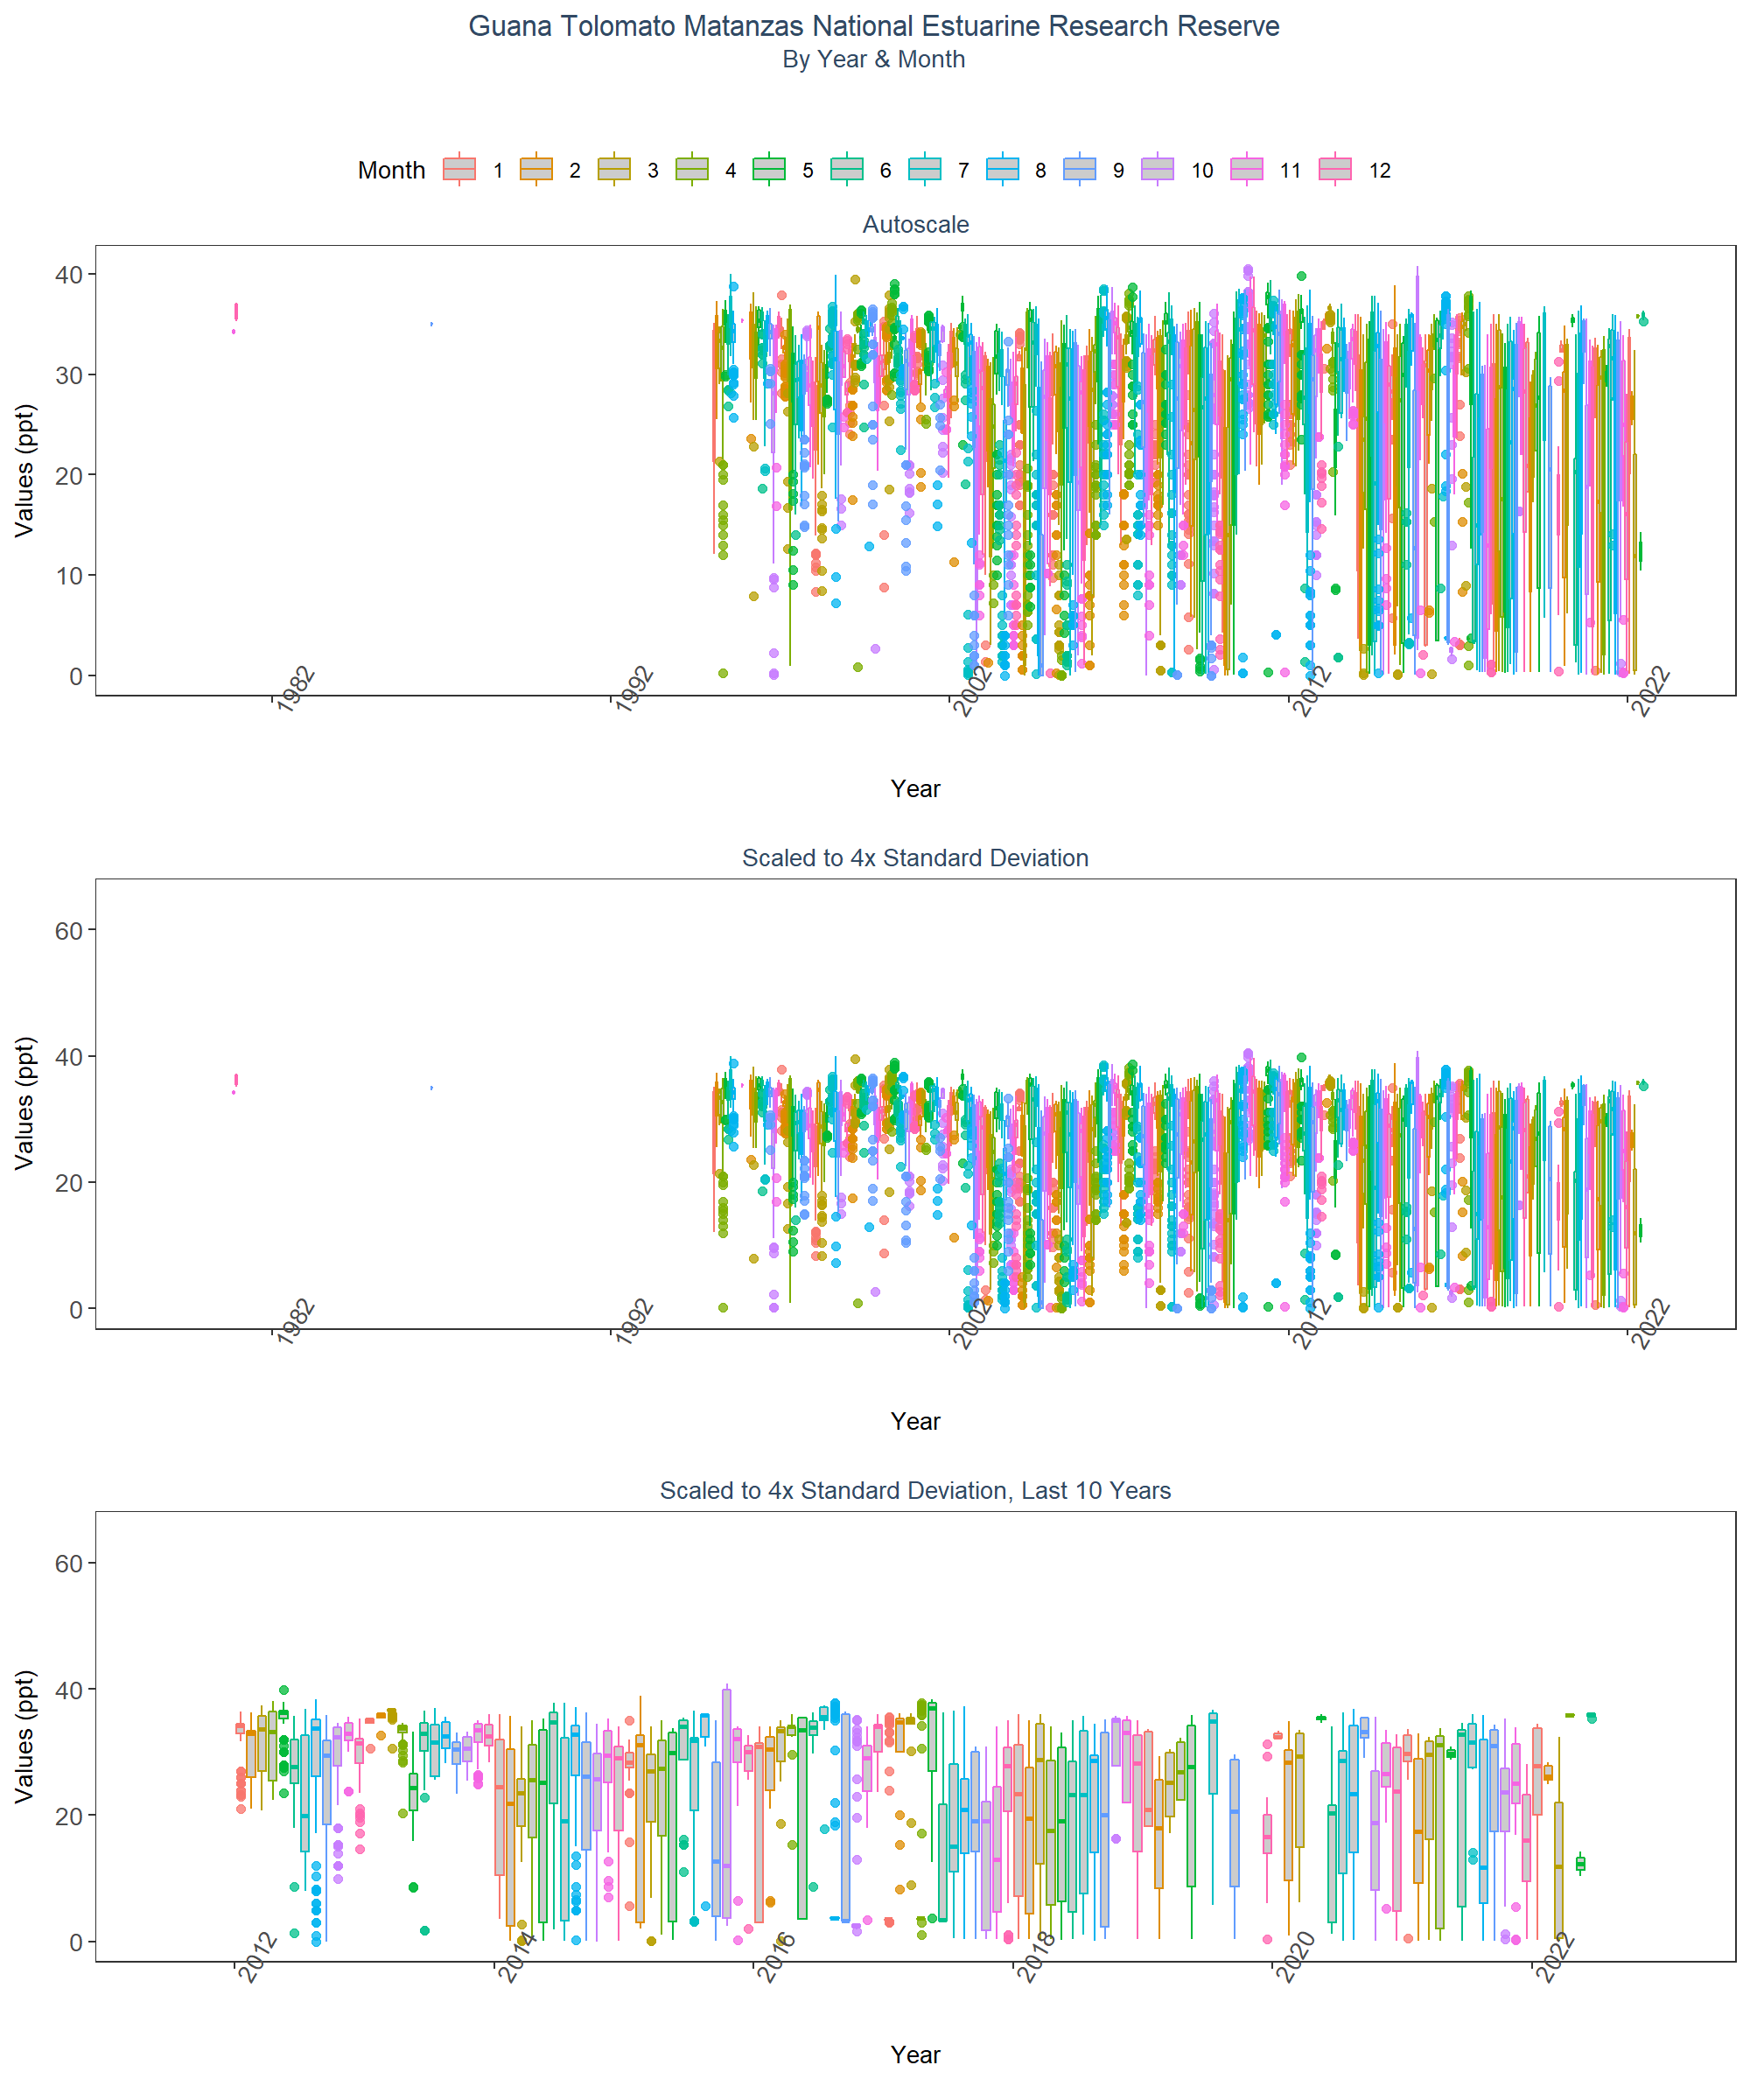 Guana Tolomato Matanzas National Estuarine Research Reserve
By Year & Month
Month 1 2 3 4 5 6 7 8 9 10 11 12
Autoscale
Values (ppt)
40
30
20
10
0
1982 1992 2002 2012 2022
Year
Scaled to 4x Standard Deviation
Values (ppt)
60
40
20
0
1982 1992 2002 2012 2022
Year
Scaled to 4x Standard Deviation, Last 10 Years
Values (ppt)
60
40
20
0
2012 2014 2016 2018 2020 2022
Year